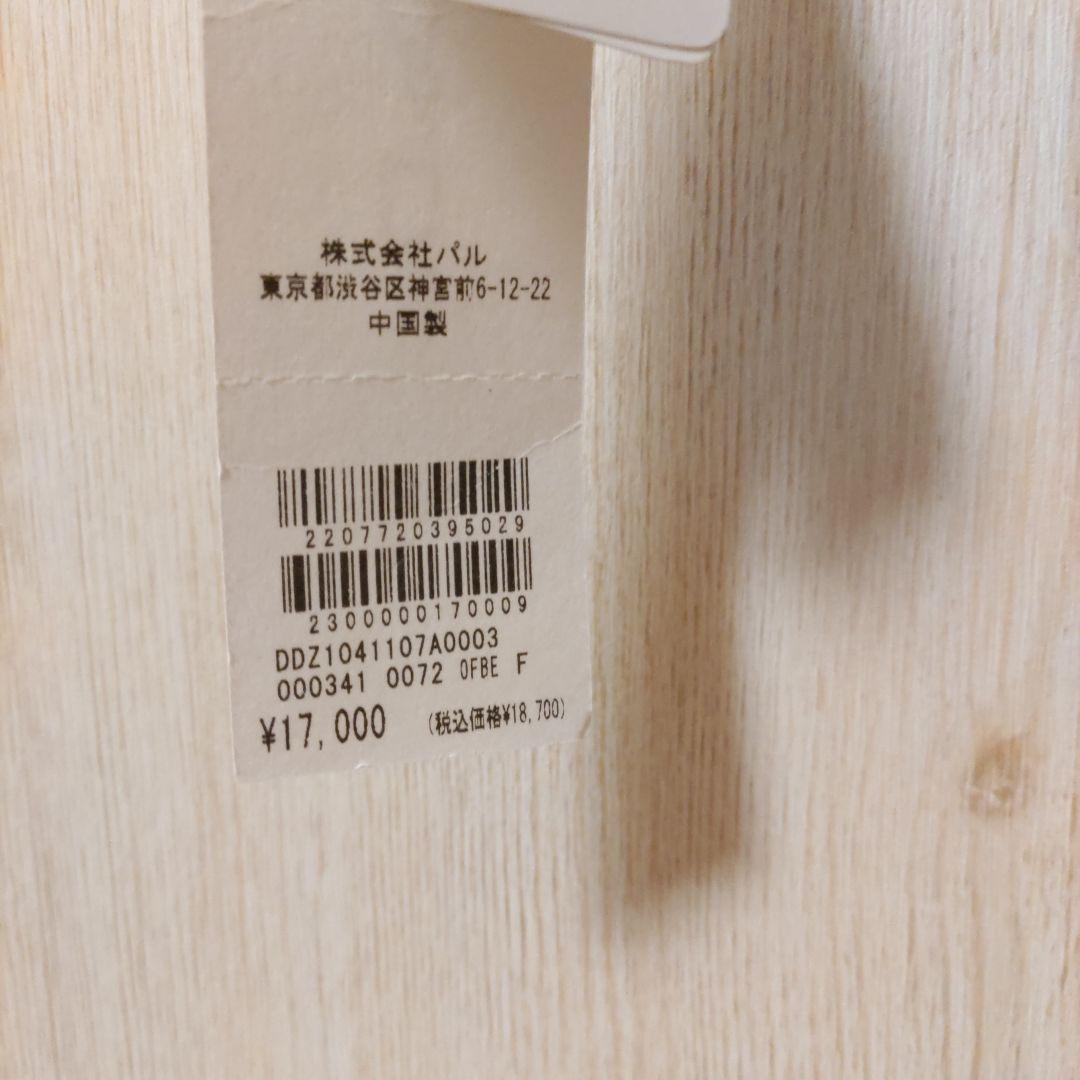 株式会社パル
東京都渋谷区神宮前6-12-22
中国製
2207720395029
2300000170009
DDZ1041107A0003
000341 0072 0FBE F
¥17,000 (税込価格¥18,700)